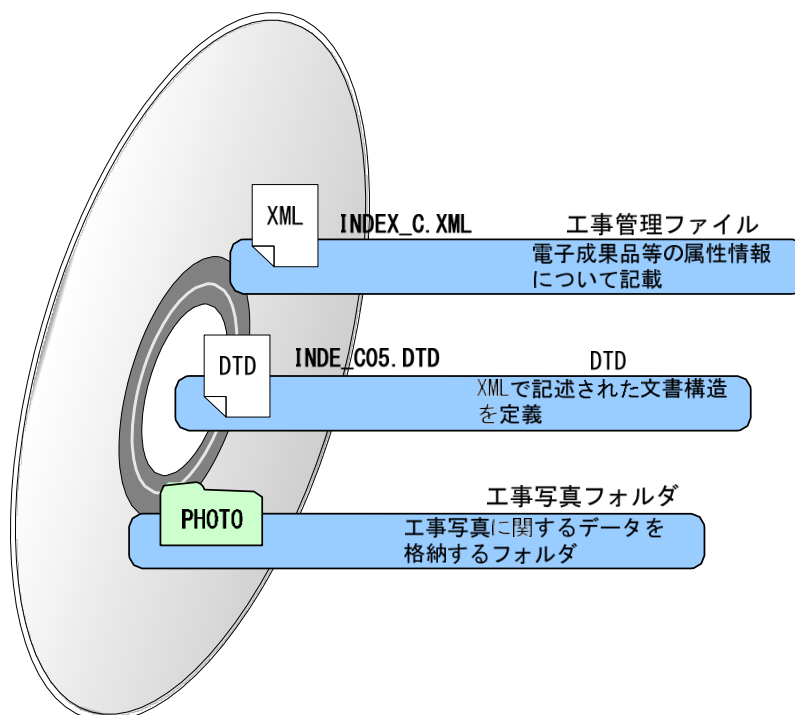 XML
INDEX_C.XML
工事管理ファイル
電子成果品等の属性情報
について記載
DTD
INDE_C05.DTD
DTD
XMLで記述された文書構造
を定義
PHOTO
工事写真フォルダ
工事写真に関するデータを
格納するフォルダ